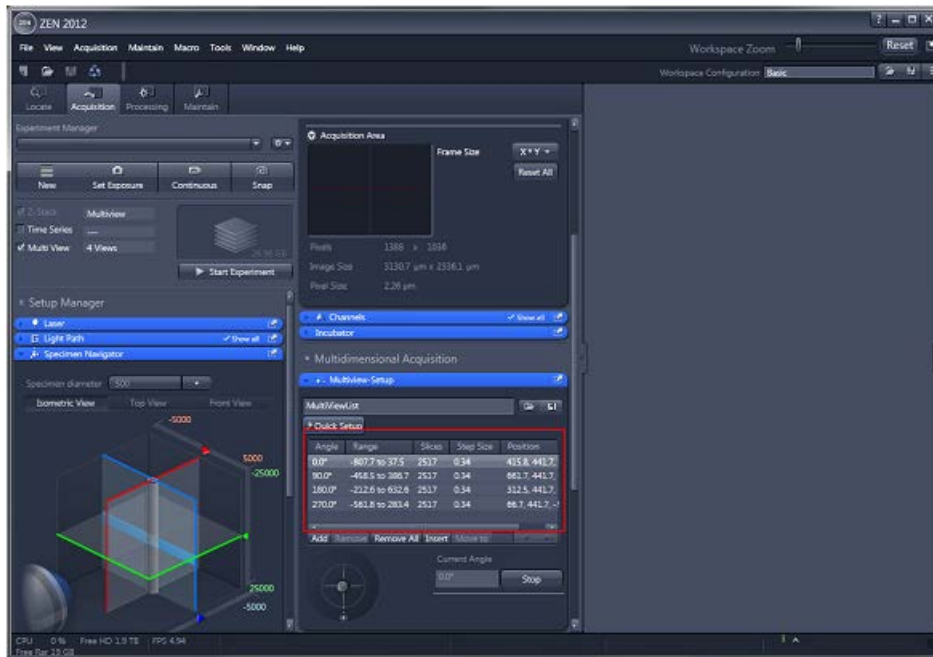 ZEN 2012
File View Acquisition Maintain Macro Tools Window Help
Workspace Zoom Reset
Workspace Configuration Basic
Locate Acquisition Processing Maintain
Experiment Manager
New Set Exposure Continuous Snap
Z-Stack Multiview
Time Series ----
Multi View 4 Views
Start Experiment
Setup Manager
Laser
Light Path Show all
Specimen Navigator
Specimen diameter 500
Isometric View Top View Front View
-5000
5000
-25000
25000
-5000
Acquisition Area
Frame Size X*Y
Reset All
Pixels 1388 x 1036
Image Size 3130.7 µm x 2336.1 µm
Pixel Size 2.26 µm
Channels Show all
Incubator
Multidimensional Acquisition
Multiview-Setup
MultiViewList
Quick Setup
Angle Range Slices Step Size Position
0.0° -807.7 to 37.5 2517 0.34 415.8, 441.7,
90.0° -458.5 to 386.7 2517 0.34 661.7, 441.7,
180.0° -212.6 to 632.6 2517 0.34 312.5, 441.7,
270.0° -561.8 to 283.4 2517 0.34 66.7, 441.7,
Add Remove Remove All Insert Move to
Current Angle
0.0° Stop
CPU 0 % Free HD 1.9 TB FPS 4.94
Free Rar 19 GB